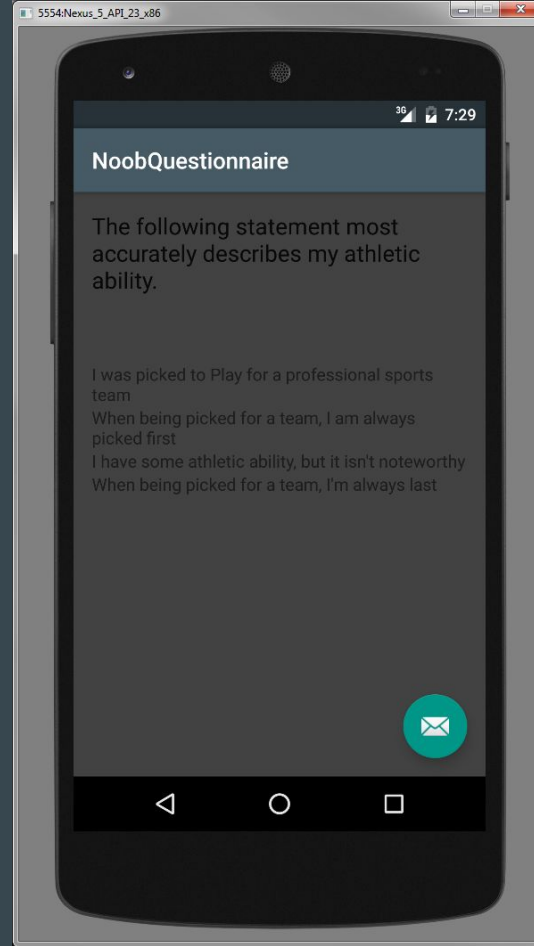 5554:Nexus_5_API_23_x86
3G 7:29
NoobQuestionnaire
The following statement most
accurately describes my athletic
ability.
I was picked to Play for a professional sports
team
When being picked for a team, I am always
picked first
I have some athletic ability, but it isn't noteworthy
When being picked for a team, I'm always last